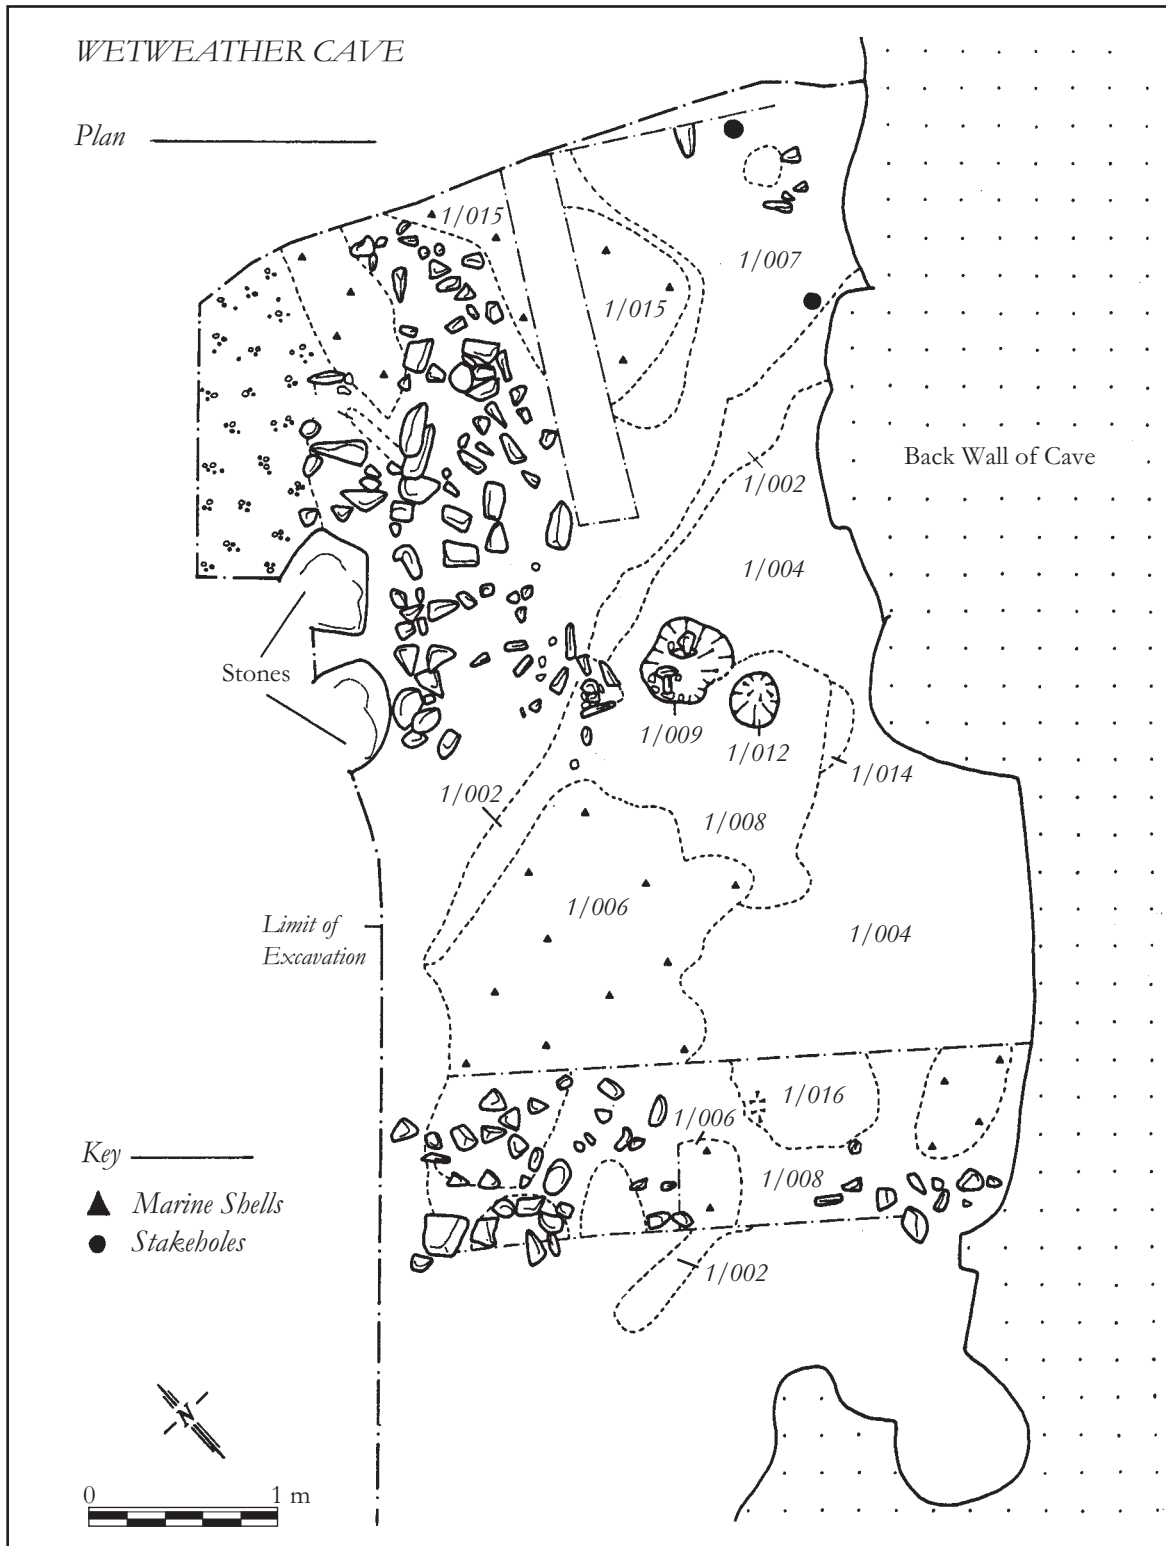 WETWEATHER CAVE
Plan
1/015
1/007
1/015
Back Wall of Cave
1/002
1/004
Stones
1/009
1/012
1/014
1/002
1/008
1/006
Limit of
Excavation
1/004
1/016
1/006
Key
1/008
Marine Shells
Stakeholes
1/002
N
0 1 m